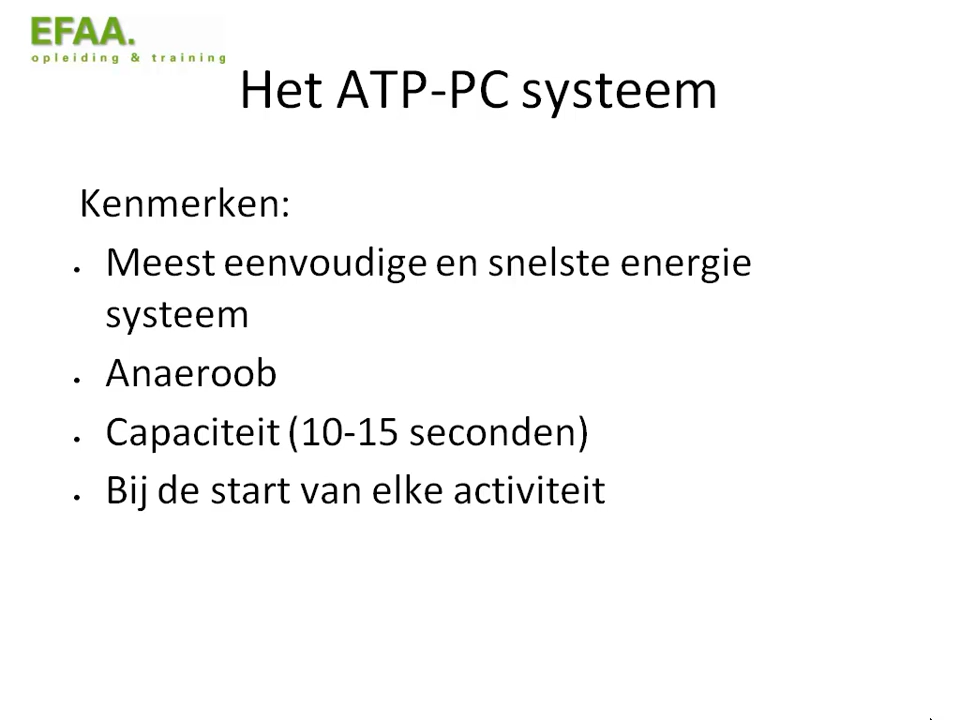 EFAA.
opleiding & training
Het ATP-PC systeem
Kenmerken:
• Meest eenvoudige en snelste energie
systeem
• Anaeroob
• Capaciteit (10-15 seconden)
• Bij de start van elke activiteit